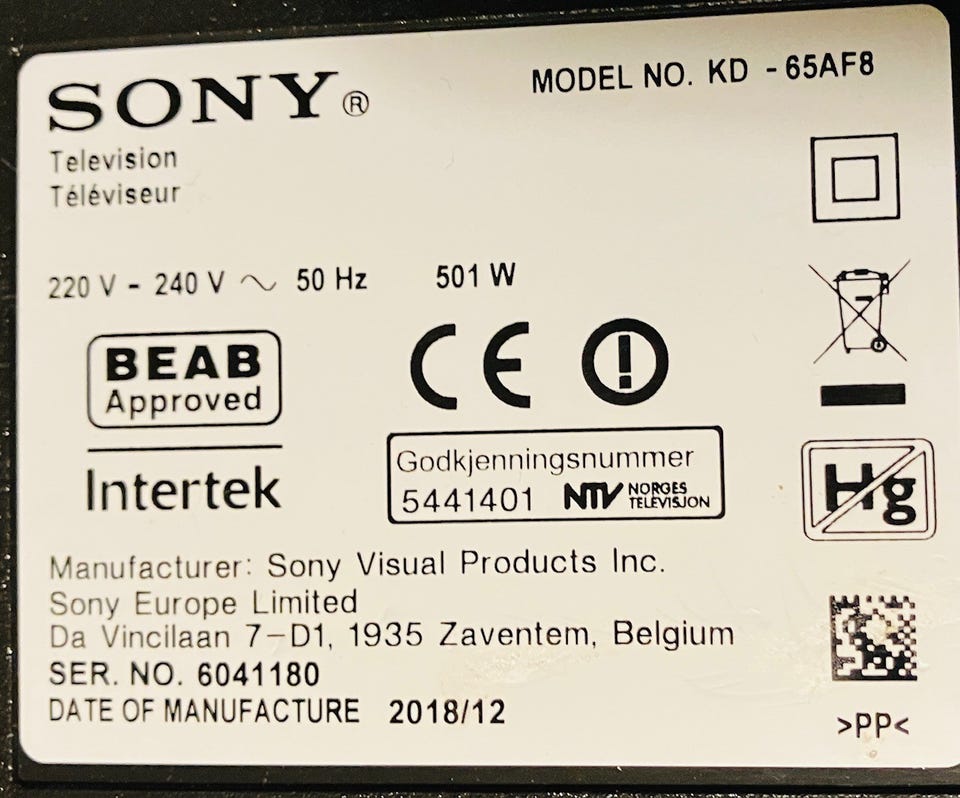 SONY®
MODEL NO. KD - 65AF8
Television
Téléviseur
220 V - 240 V ~ 50 Hz 501 W
BEAB
Approved
Intertek
CE
Godkjenningsnummer
5441401 NTV NORGES TELEVISJON
Hg
Manufacturer: Sony Visual Products Inc.
Sony Europe Limited
Da Vincilaan 7-D1, 1935 Zaventem, Belgium
SER. NO. 6041180
DATE OF MANUFACTURE 2018/12
>PP<